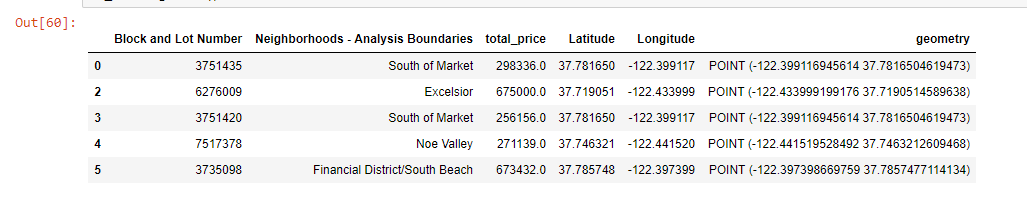 Out[60]:
Block and Lot Number Neighborhoods - Analysis Boundaries total_price Latitude Longitude geometry
0 3751435 South of Market 298336.0 37.781650 -122.399117 POINT (-122.399116945614 37.7816504619473)
2 6276009 Excelsior 675000.0 37.719051 -122.433999 POINT (-122.433999199176 37.7190514589638)
3 3751420 South of Market 256156.0 37.781650 -122.399117 POINT (-122.399116945614 37.7816504619473)
4 7517378 Noe Valley 271139.0 37.746321 -122.441520 POINT (-122.441519528492 37.7463212609468)
5 3735098 Financial District/South Beach 673432.0 37.785748 -122.397399 POINT (-122.397398669759 37.7857477114134)